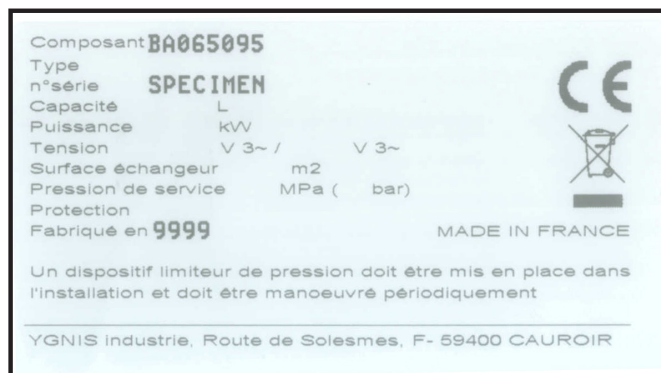 Composant BA065095
Type
n°série SPECIMEN
Capacité L
Puissance kW
Tension V 3~ / V 3~
Surface échangeur m2
Pression de service MPa ( bar)
Protection
Fabriqué en 9999 MADE IN FRANCE
CE
Un dispositif limiteur de pression doit être mis en place dans
l'installation et doit être manoeuvré périodiquement
YGNIS industrie, Route de Solesmes, F- 59400 CAUROIR